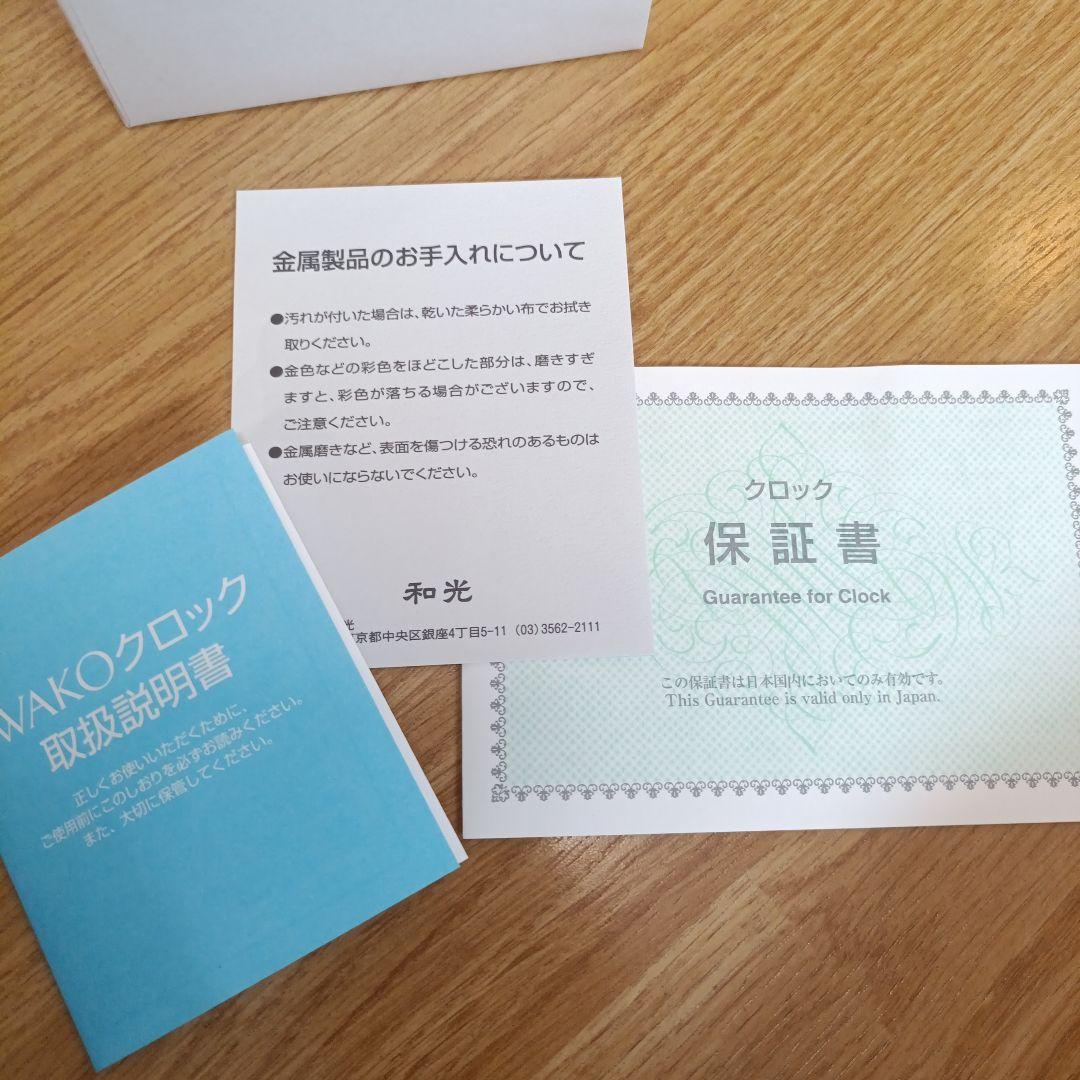 金属製品のお手入れについて
●汚れが付いた場合は、乾いた柔らかい布でお拭き
取りください。
●金色などの彩色をほどこした部分は、磨きすぎ
ますと、彩色が落ちる場合がございますので、
ご注意ください。
●金属磨きなど、表面を傷つける恐れのあるものは
お使いにならないでください。
和光
光
京都中央区銀座4丁目5-11 (03)3562-2111
クロック
保証書
Guarantee for Clock
この保証書は日本国内においてのみ有効です。
This Guarantee is valid only in Japan.
WAKOクロック
取扱説明書
正しくお使いいただくために、
ご使用前にこのしおりを必ずお読みください。
また、大切に保管してください。